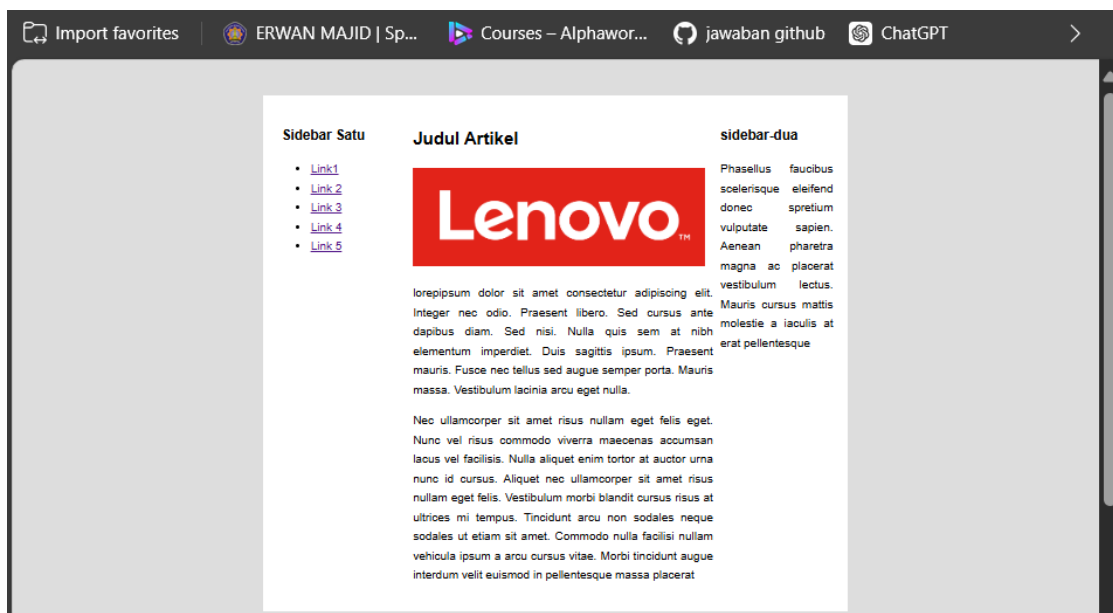 Import favorites
ERWAN MAJID | Sp...
Courses – Alphawor...
jawaban github
ChatGPT
Sidebar Satu
Link1
Link 2
Link 3
Link 4
Link 5
Judul Artikel
Lenovo™
lorepipsum dolor sit amet consectetur adipiscing elit.
Integer nec odio. Praesent libero. Sed cursus ante
dapibus diam. Sed nisi. Nulla quis sem at nibh
elementum imperdiet. Duis sagittis ipsum. Praesent
mauris. Fusce nec tellus sed augue semper porta. Mauris
massa. Vestibulum lacinia arcu eget nulla.
Nec ullamcorper sit amet risus nullam eget felis eget.
Nunc vel risus commodo viverra maecenas accumsan
lacus vel facilisis. Nulla aliquet enim tortor at auctor urna
nunc id cursus. Aliquet nec ullamcorper sit amet risus
nullam eget felis. Vestibulum morbi blandit cursus risus at
ultrices mi tempus. Tincidunt arcu non sodales neque
sodales ut etiam sit amet. Commodo nulla facilisi nullam
vehicula ipsum a arcu cursus vitae. Morbi tincidunt augue
interdum velit euismod in pellentesque massa placerat
sidebar-dua
Phasellus faucibus
scelerisque eleifend
donec spretium
vulputate sapien.
Aenean pharetra
magna ac placerat
vestibulum lectus.
Mauris cursus mattis
molestie a iaculis at
erat pellentesque